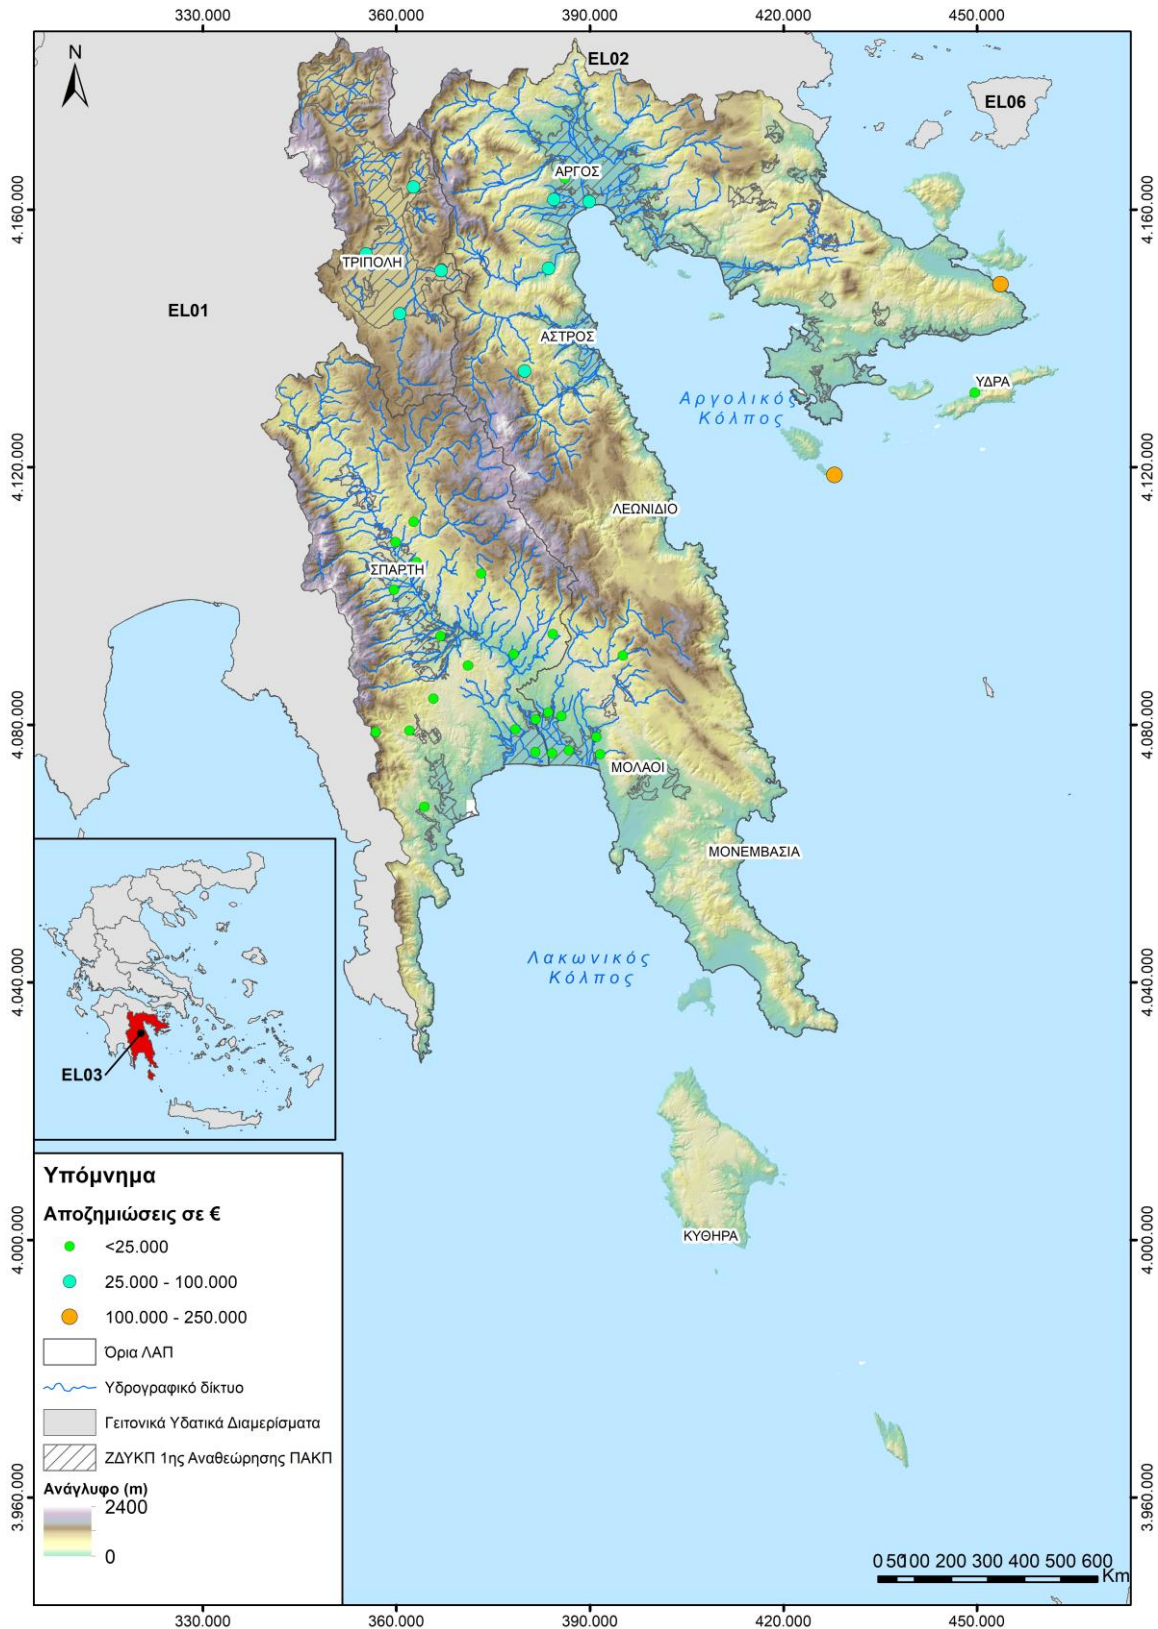 330.000 360.000 390.000 420.000 450.000
N
EL02
EL06
ΑΡΓΟΣ
4.160.000 4.160.000
ΤΡΙΠΟΛΗ
EL01
ΑΣΤΡΟΣ
ΥΔΡΑ
Αργολικός
Κόλπος
4.120.000 4.120.000
ΛΕΩΝΙΔΙΟ
ΣΠΑΡΤΗ
4.080.000 4.080.000
ΜΟΛΑΟΙ
ΜΟΝΕΜΒΑΣΙΑ
Λακωνικός
Κόλπος
4.040.000 4.040.000
EL03
Υπόμνημα
Αποζημιώσεις σε €
<25.000
25.000 - 100.000
100.000 - 250.000
Όρια ΛΑΠ
Υδρογραφικό δίκτυο
Γειτονικά Υδατικά Διαμερίσματα
ΖΔΥΚΠ 1ης Αναθεώρησης ΠΑΚΠ
Ανάγλυφο (m)
2400
0
ΚΥΘΗΡΑ
4.000.000 4.000.000
3.960.000 3.960.000
0 50100 200 300 400 500 600
Km
330.000 360.000 390.000 420.000 450.000